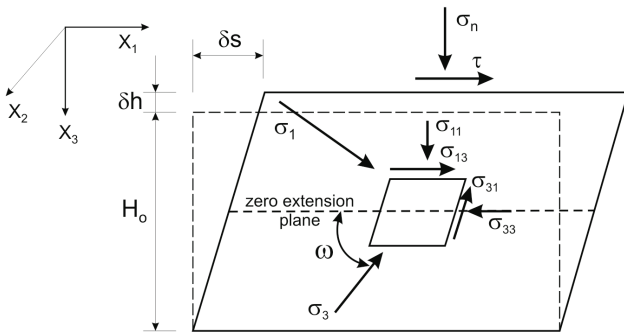 σn
X1
δs
τ
X2
X3
δh
σ1
σ11
σ13
σ31
zero extension
plane
Ho
σ33
ω
σ3